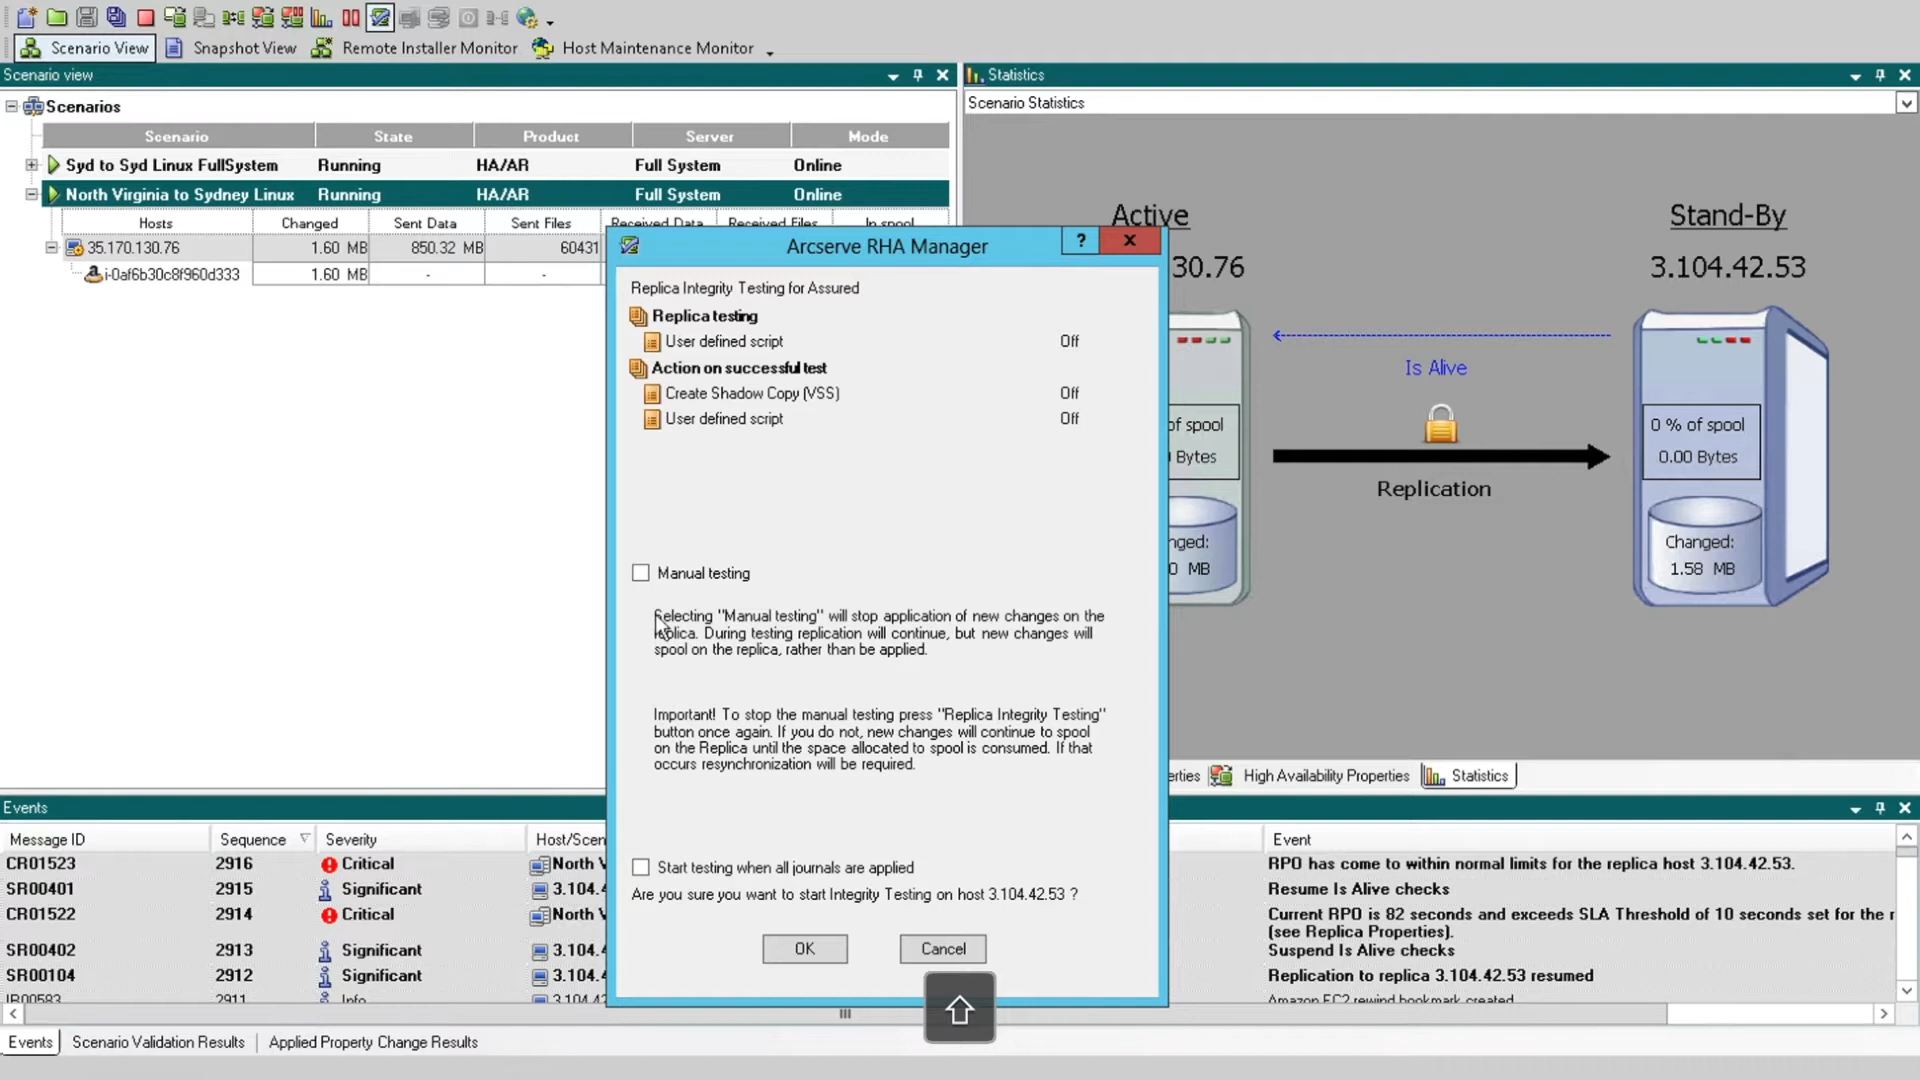 Scenario View
Snapshot View
Remote Installer Monitor
Host Maintenance Monitor
Scenario view
Statistics
Scenarios
Scenario Statistics
Scenario State Product Server Mode
Syd to Syd Linux FullSystem Running HA/AR Full System Online
North Virginia to Sydney Linux Running HA/AR Full System Online
Hosts Changed Sent Data Sent Files Received Data Received Files In spool
35.170.130.76 1.60 MB 850.32 MB 60431
i-0af6b30c8f960d333 1.60 MB - -
Active
30.76
Stand-By
3.104.42.53
Is Alive
of spool
Bytes
0 % of spool
0.00 Bytes
Replication
nged:
0 MB
Changed:
1.58 MB
Arcserve RHA Manager
?
Replica Integrity Testing for Assured
Replica testing
User defined script Off
Action on successful test
Create Shadow Copy (VSS) Off
User defined script Off
Manual testing
Selecting "Manual testing" will stop application of new changes on the
replica. During testing replication will continue, but new changes will
spool on the replica, rather than be applied.
Important! To stop the manual testing press "Replica Integrity Testing"
button once again. If you do not, new changes will continue to spool
on the Replica until the space allocated to spool is consumed. If that
occurs resynchronization will be required.
Start testing when all journals are applied
Are you sure you want to start Integrity Testing on host 3.104.42.53 ?
OK
Cancel
erties
High Availability Properties
Statistics
Events
Message ID Sequence Severity Host/Scen Event
CR01523 2916 Critical North V RPO has come to within normal limits for the replica host 3.104.42.53.
SR00401 2915 Significant 3.104.4 Resume Is Alive checks
CR01522 2914 Critical North V Current RPO is 82 seconds and exceeds SLA Threshold of 10 seconds set for the r
(see Replica Properties).
SR00402 2913 Significant 3.104.4 Suspend Is Alive checks
SR00104 2912 Significant 3.104.4 Replication to replica 3.104.42.53 resumed
IR00583 2911 Info 3.104.42 Amazon EC2 rewind bookmark created
Events
Scenario Validation Results
Applied Property Change Results